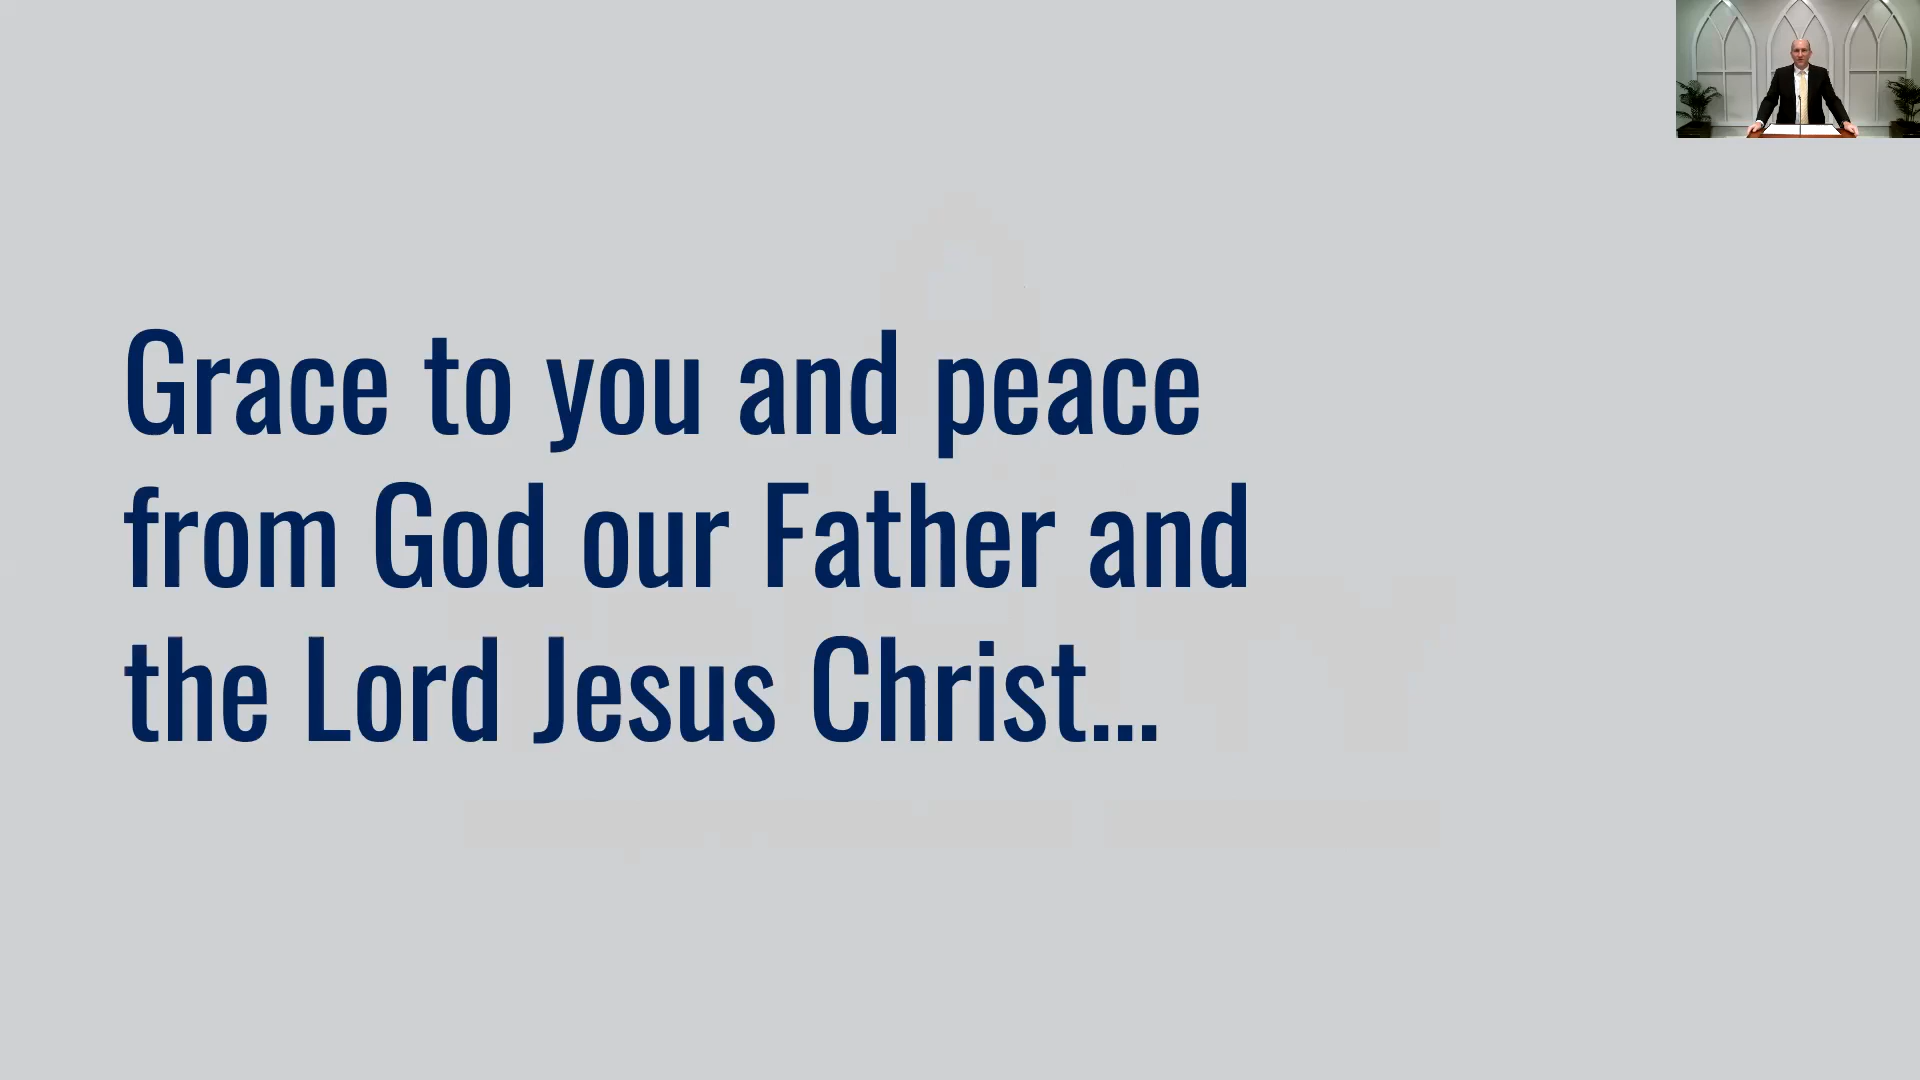 Grace to you and peace
from God our Father and
the Lord Jesus Christ...